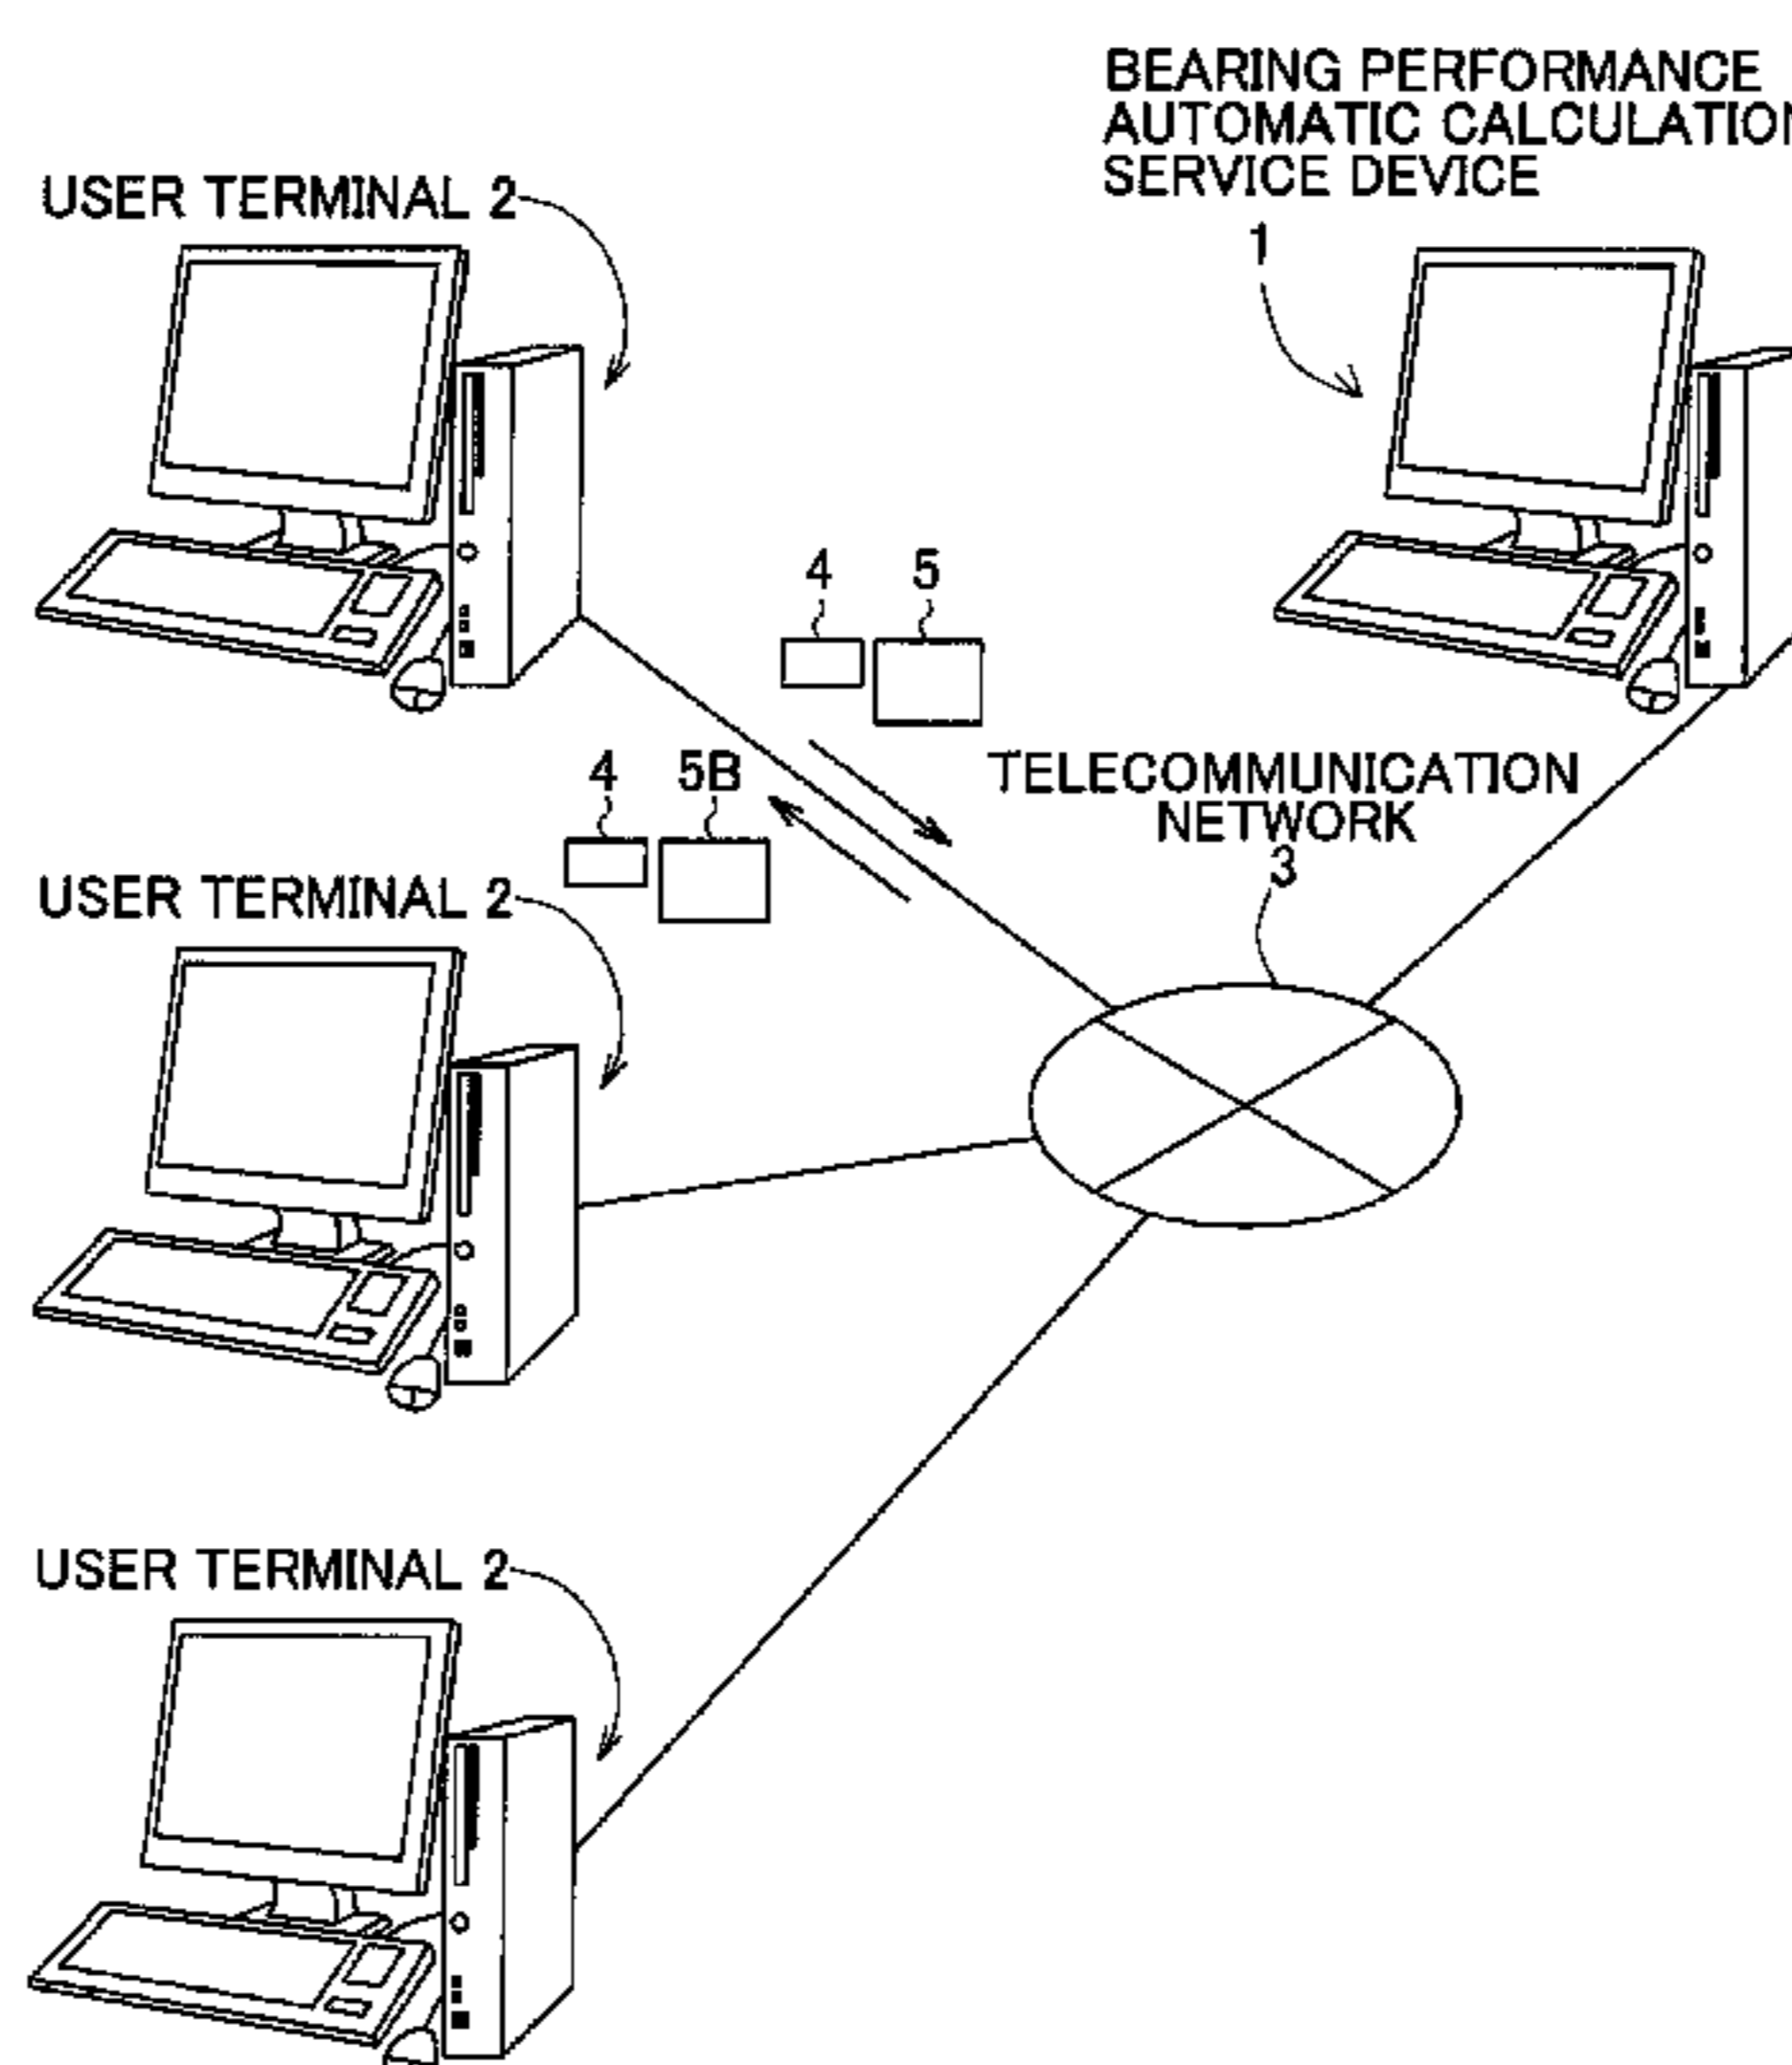 BEARING PERFORMANCE
AUTOMATIC CALCULATION
SERVICE DEVICE
1
USER TERMINAL 2
4
5
4
5B
TELECOMMUNICATION
NETWORK
3
USER TERMINAL 2
USER TERMINAL 2